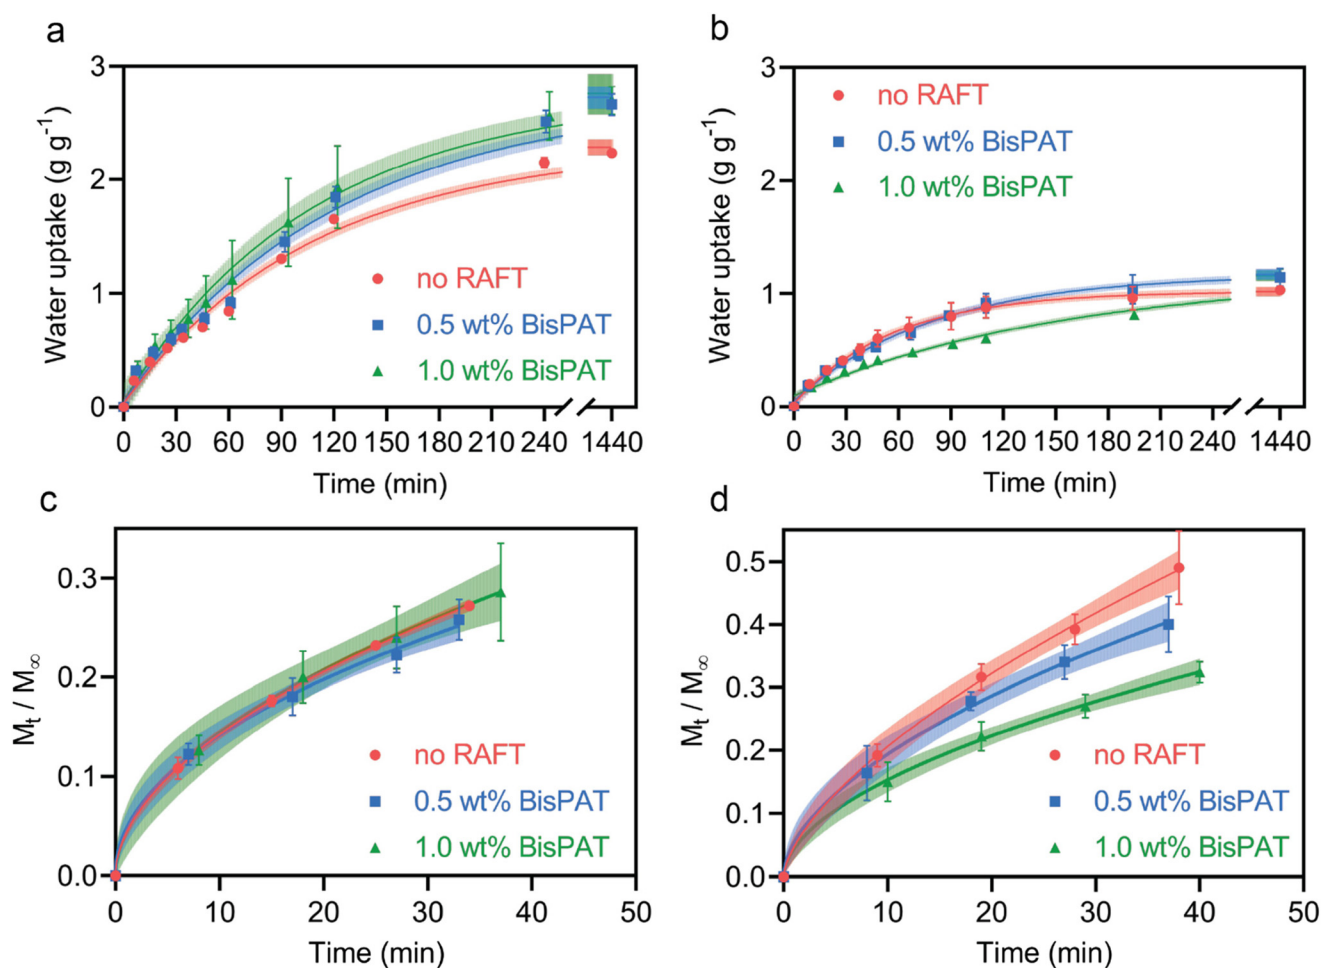 a
3
2
1
0
Water uptake (g g⁻¹)
no RAFT
0.5 wt% BisPAT
1.0 wt% BisPAT
0 30 60 90 120 150 180 210 240 1440
Time (min)
b
3
2
1
0
Water uptake (g g⁻¹)
no RAFT
0.5 wt% BisPAT
1.0 wt% BisPAT
0 30 60 90 120 150 180 210 240 1440
Time (min)
c
0.3
0.2
0.1
0.0
Mt / M∞
no RAFT
0.5 wt% BisPAT
1.0 wt% BisPAT
0 10 20 30 40 50
Time (min)
d
0.5
0.4
0.3
0.2
0.1
0.0
Mt / M∞
no RAFT
0.5 wt% BisPAT
1.0 wt% BisPAT
0 10 20 30 40 50
Time (min)